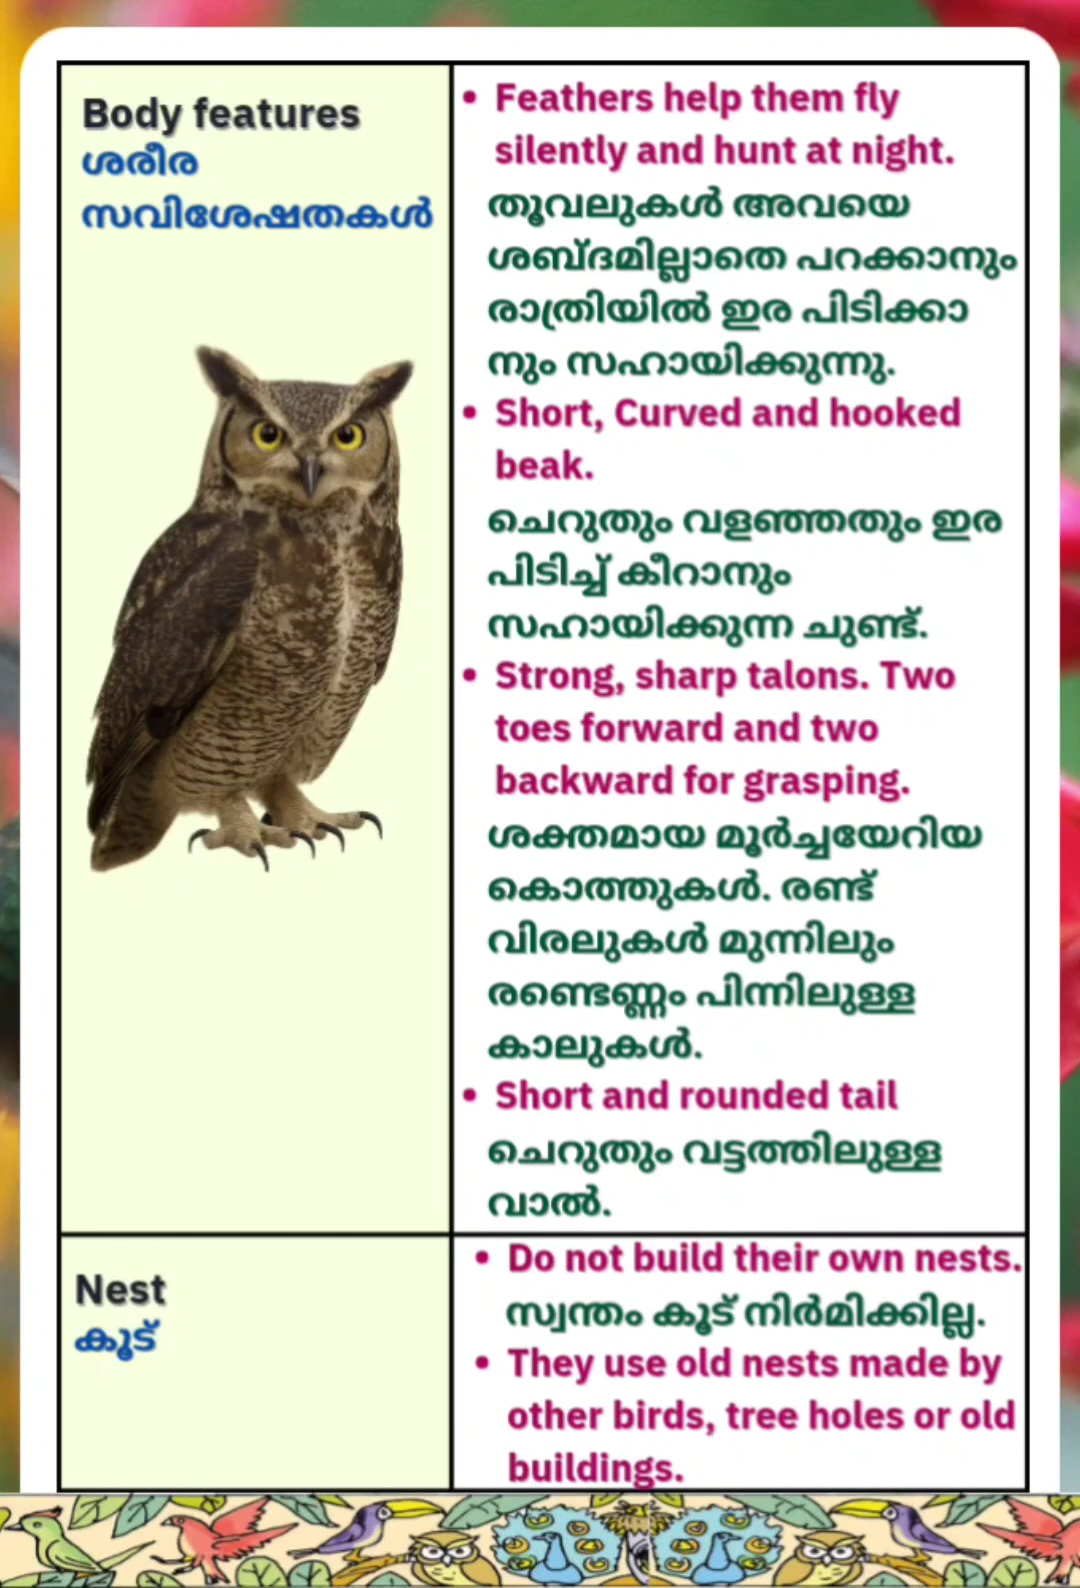 Body features
ശരീര
സവിശേഷതകൾ
• Feathers help them fly
silently and hunt at night.
തൂവലുകൾ അവയെ
ശബ്ദമില്ലാതെ പറക്കാനും
രാത്രിയിൽ ഇര പിടിക്കാ
നും സഹായിക്കുന്നു.
• Short, Curved and hooked
beak.
ചെറുതും വളഞ്ഞതും ഇര
പിടിച്ച് കീറാനും
സഹായിക്കുന്ന ചുണ്ട്.
• Strong, sharp talons. Two
toes forward and two
backward for grasping.
ശക്തമായ മൂർച്ചയേറിയ
കൊത്തുകൾ. രണ്ട്
വിരലുകൾ മുന്നിലും
രണ്ടെണ്ണം പിന്നിലുള്ള
കാലുകൾ.
• Short and rounded tail
ചെറുതും വട്ടത്തിലുള്ള
വാൽ.
Nest
കൂട്
• Do not build their own nests.
സ്വന്തം കൂട് നിർമിക്കില്ല.
• They use old nests made by
other birds, tree holes or old
buildings.